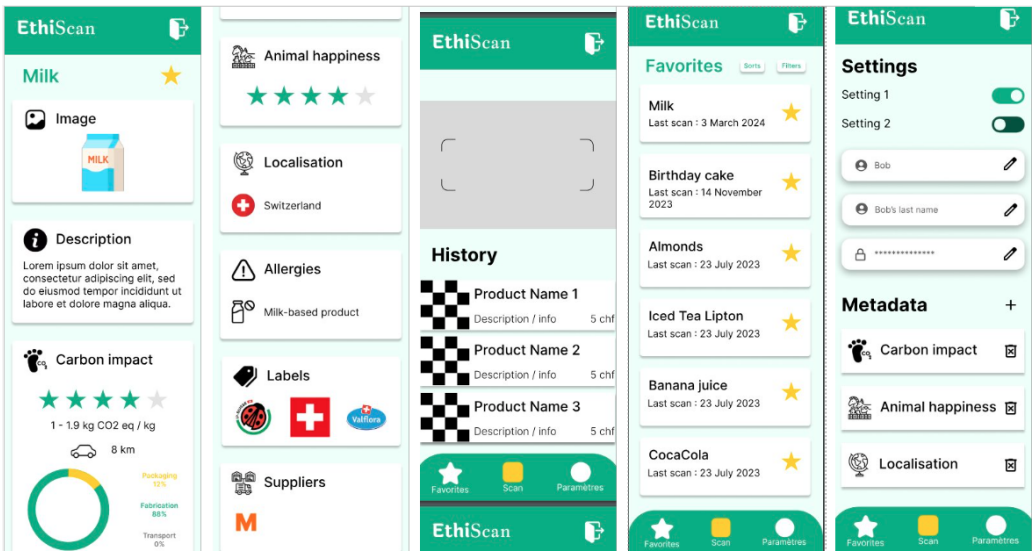 EthiScan
Milk
Image
MILK
Description
Lorem ipsum dolor sit amet,
consectetur adipiscing elit, sed
do eiusmod tempor incididunt ut
labore et dolore magna aliqua.
CO₂
Carbon impact
1 - 1.9 kg CO2 eq / kg
8 km
Packaging
12%
Fabrication
88%
Transport
0%
Animal happiness
Localisation
Switzerland
Allergies
Milk-based product
Labels
Valflora
Suppliers
M
EthiScan
History
Product Name 1
Description / info 5 chf
Product Name 2
Description / info 5 chf
Product Name 3
Description / info 5 chf
Favorites Scan Paramètres
EthiScan
EthiScan
Favorites Sorts Filters
Milk
Last scan : 3 March 2024
Birthday cake
Last scan : 14 November
2023
Almonds
Last scan : 23 July 2023
Iced Tea Lipton
Last scan : 23 July 2023
Banana juice
Last scan : 23 July 2023
CocaCola
Last scan : 23 July 2023
Favorites Scan Paramètres
EthiScan
Settings
Setting 1
Setting 2
Bob
Bob's last name
**************
Metadata +
CO₂
Carbon impact
Animal happiness
Localisation
Favorites Scan Paramètres